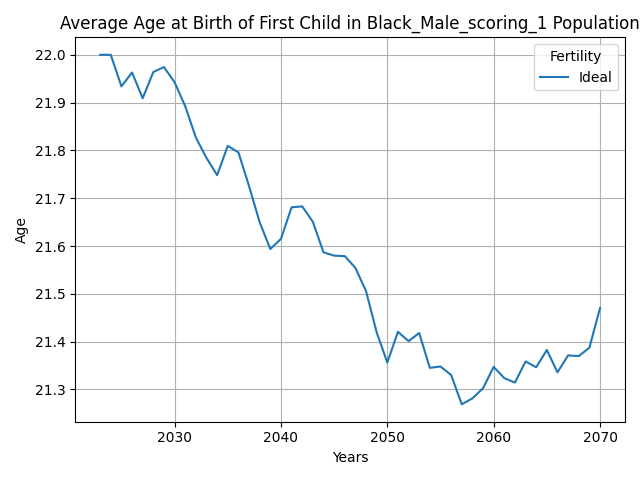 Average Age at Birth of First Child in Black_Male_scoring_1 Population
Fertility
Ideal
22.0
21.9
21.8
21.7
21.6
21.5
21.4
21.3
Age
2030
2040
2050
2060
2070
Years